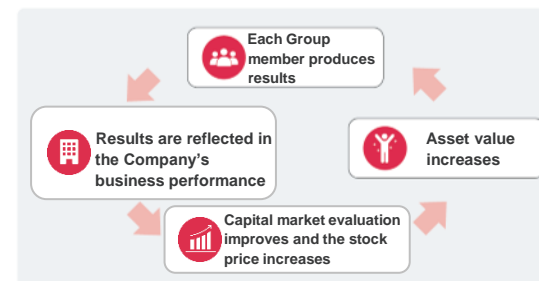 Each Group
member produces
results
Results are reflected in
the Company's
business performance
Asset value
increases
Capital market evaluation
improves and the stock
price increases